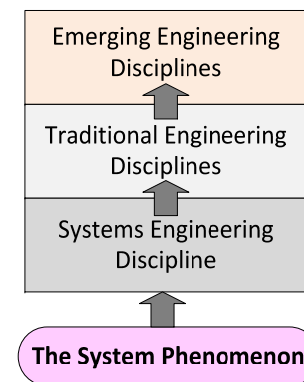 Emerging Engineering
Disciplines
Traditional Engineering
Disciplines
Systems Engineering
Discipline
The System Phenomenon